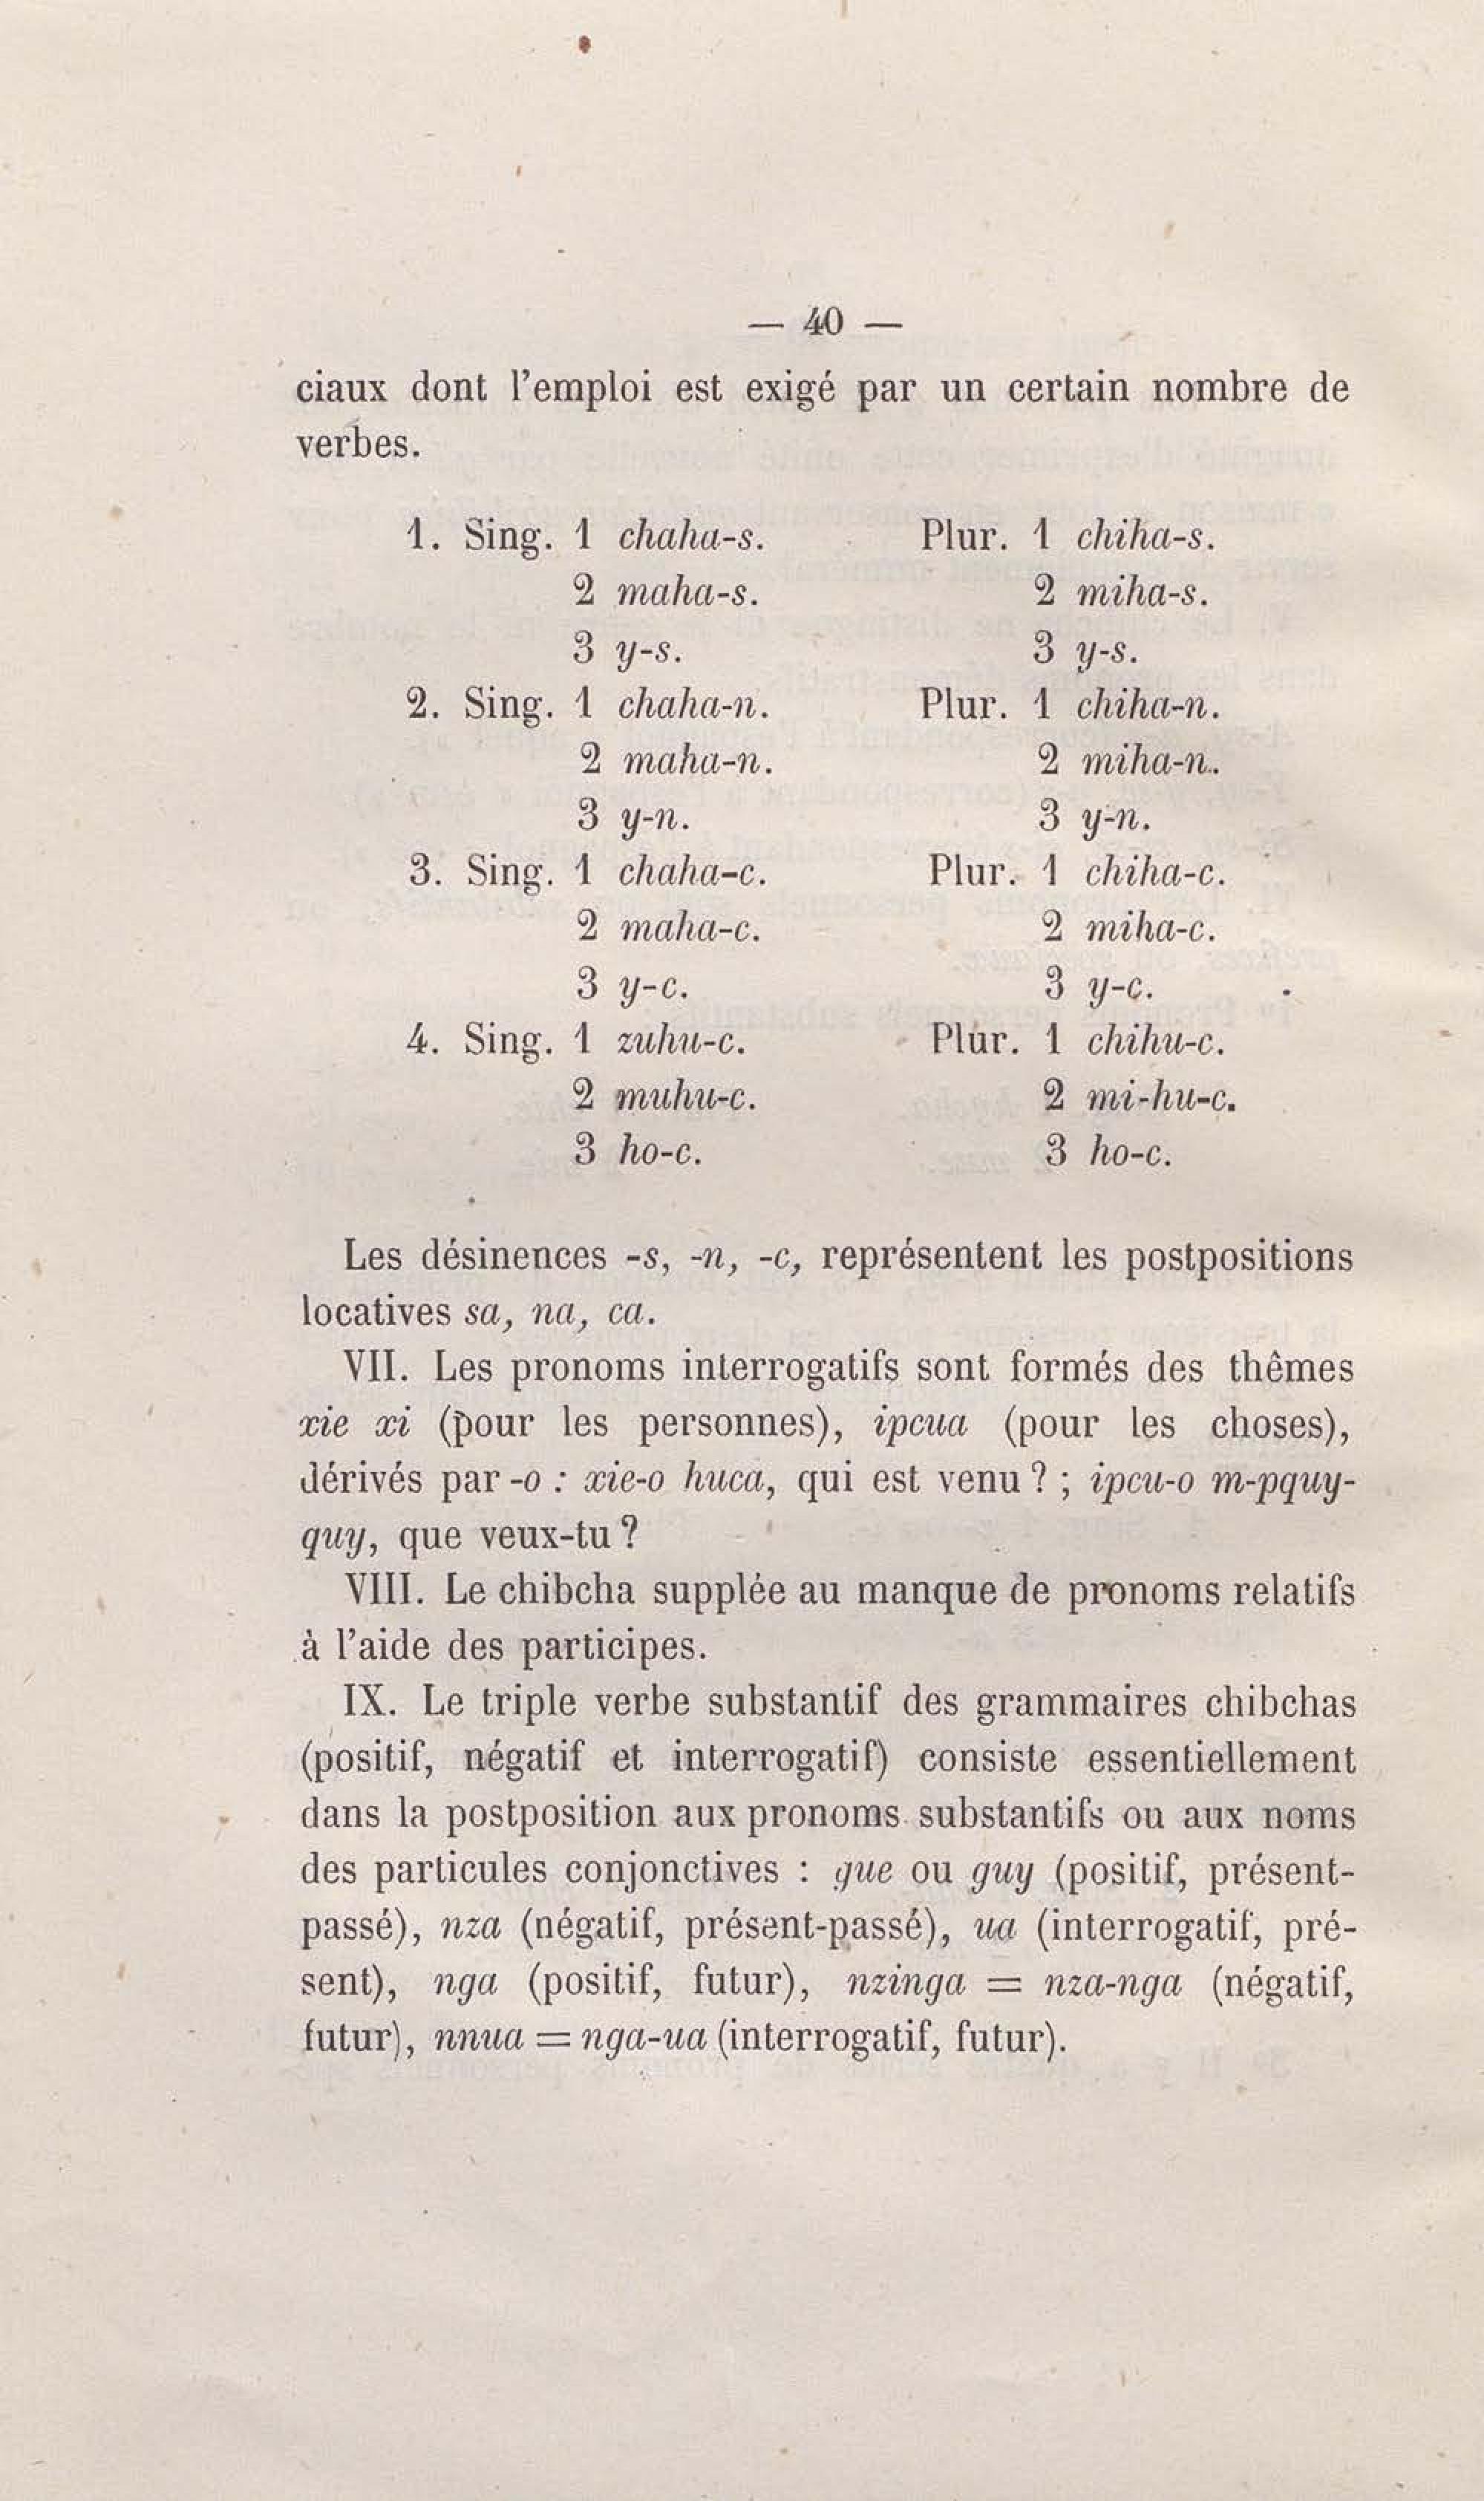 — 40 —
ciaux dont l'emploi est exigé par un certain nombre de
verbes.
1. Sing. 1 chaha-s. Plur. 1 chiha-s.
2 maha-s. 2 miha-s.
3 y-s. 3 y-s.
2. Sing. 1 chaha-n. Plur. 1 chiha-n.
2 maha-n. 2 miha-n.
3 y-n. 3 y-n.
3. Sing. 1 chaha-c. Plur. 1 chiha-c.
2 maha-c. 2 miha-c.
3 y-c. 3 y-c.
4. Sing. 1 zuhu-c. Plur. 1 chihu-c.
2 muhu-c. 2 mi-hu-c.
3 ho-c. 3 ho-c.
Les désinences -s, -n, -c, représentent les postpositions
locatives sa, na, ca.
VII. Les pronoms interrogatifs sont formés des thêmes
xie xi (pour les personnes), ipcua (pour les choses),
dérivés par -o : xie-o huca, qui est venu ? ; ipcu-o m-pquy-
quy, que veux-tu ?
VIII. Le chibcha supplée au manque de pronoms relatifs
à l'aide des participes.
IX. Le triple verbe substantif des grammaires chibchas
(positif, négatif et interrogatif) consiste essentiellement
dans la postposition aux pronoms substantifs ou aux noms
des particules conjonctives : gue ou guy (positif, présent-
passé), nza (négatif, présent-passé), ua (interrogatif, pré-
sent), nga (positif, futur), nzinga = nza-nga (négatif,
futur), nnua = nga-ua (interrogatif, futur).